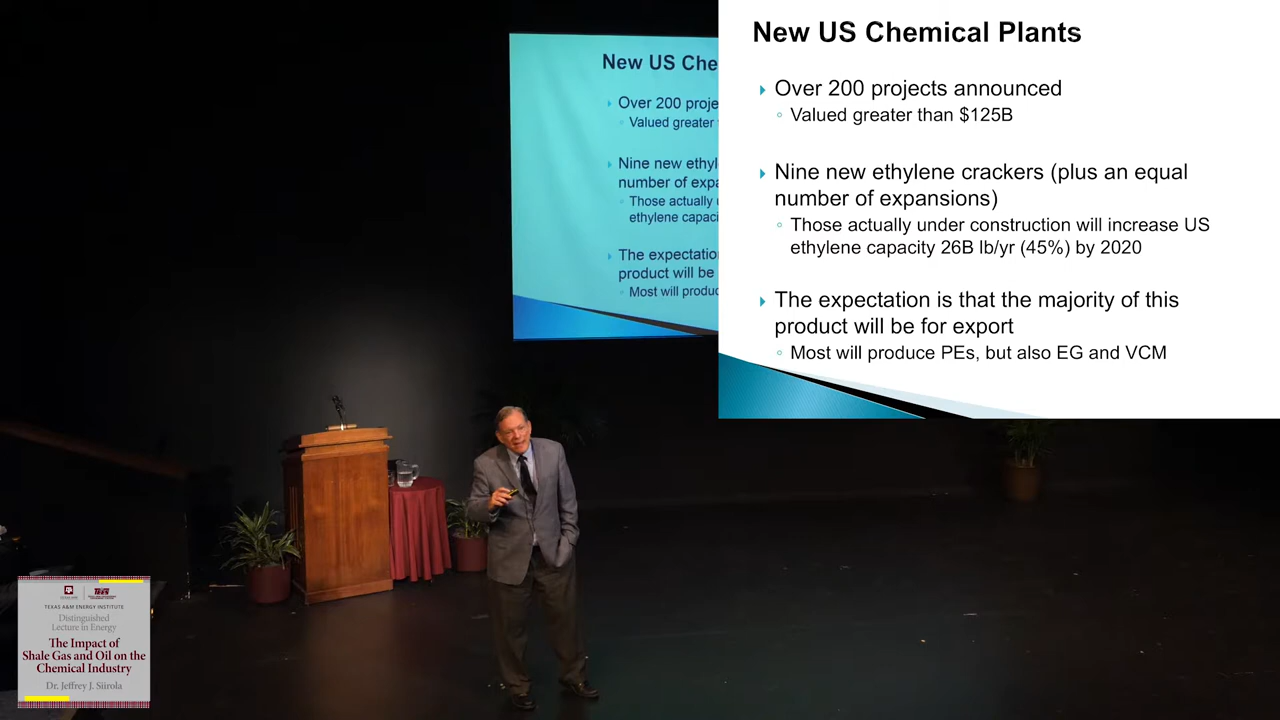 New US Chemical Plants
Over 200 projects announced
Valued greater than $125B
Nine new ethylene crackers (plus an equal
number of expansions)
Those actually under construction will increase US
ethylene capacity 26B lb/yr (45%) by 2020
The expectation is that the majority of this
product will be for export
Most will produce PEs, but also EG and VCM
New US Che
Over 200 proje
Valued greater
Nine new ethyl
number of expa
Those actually
ethylene capaci
The expectatio
product will be
Most will produc
TEXAS A&M ENERGY INSTITUTE
Distinguished
Lecture in Energy
The Impact of
Shale Gas and Oil on the
Chemical Industry
Dr. Jeffrey J. Siirola